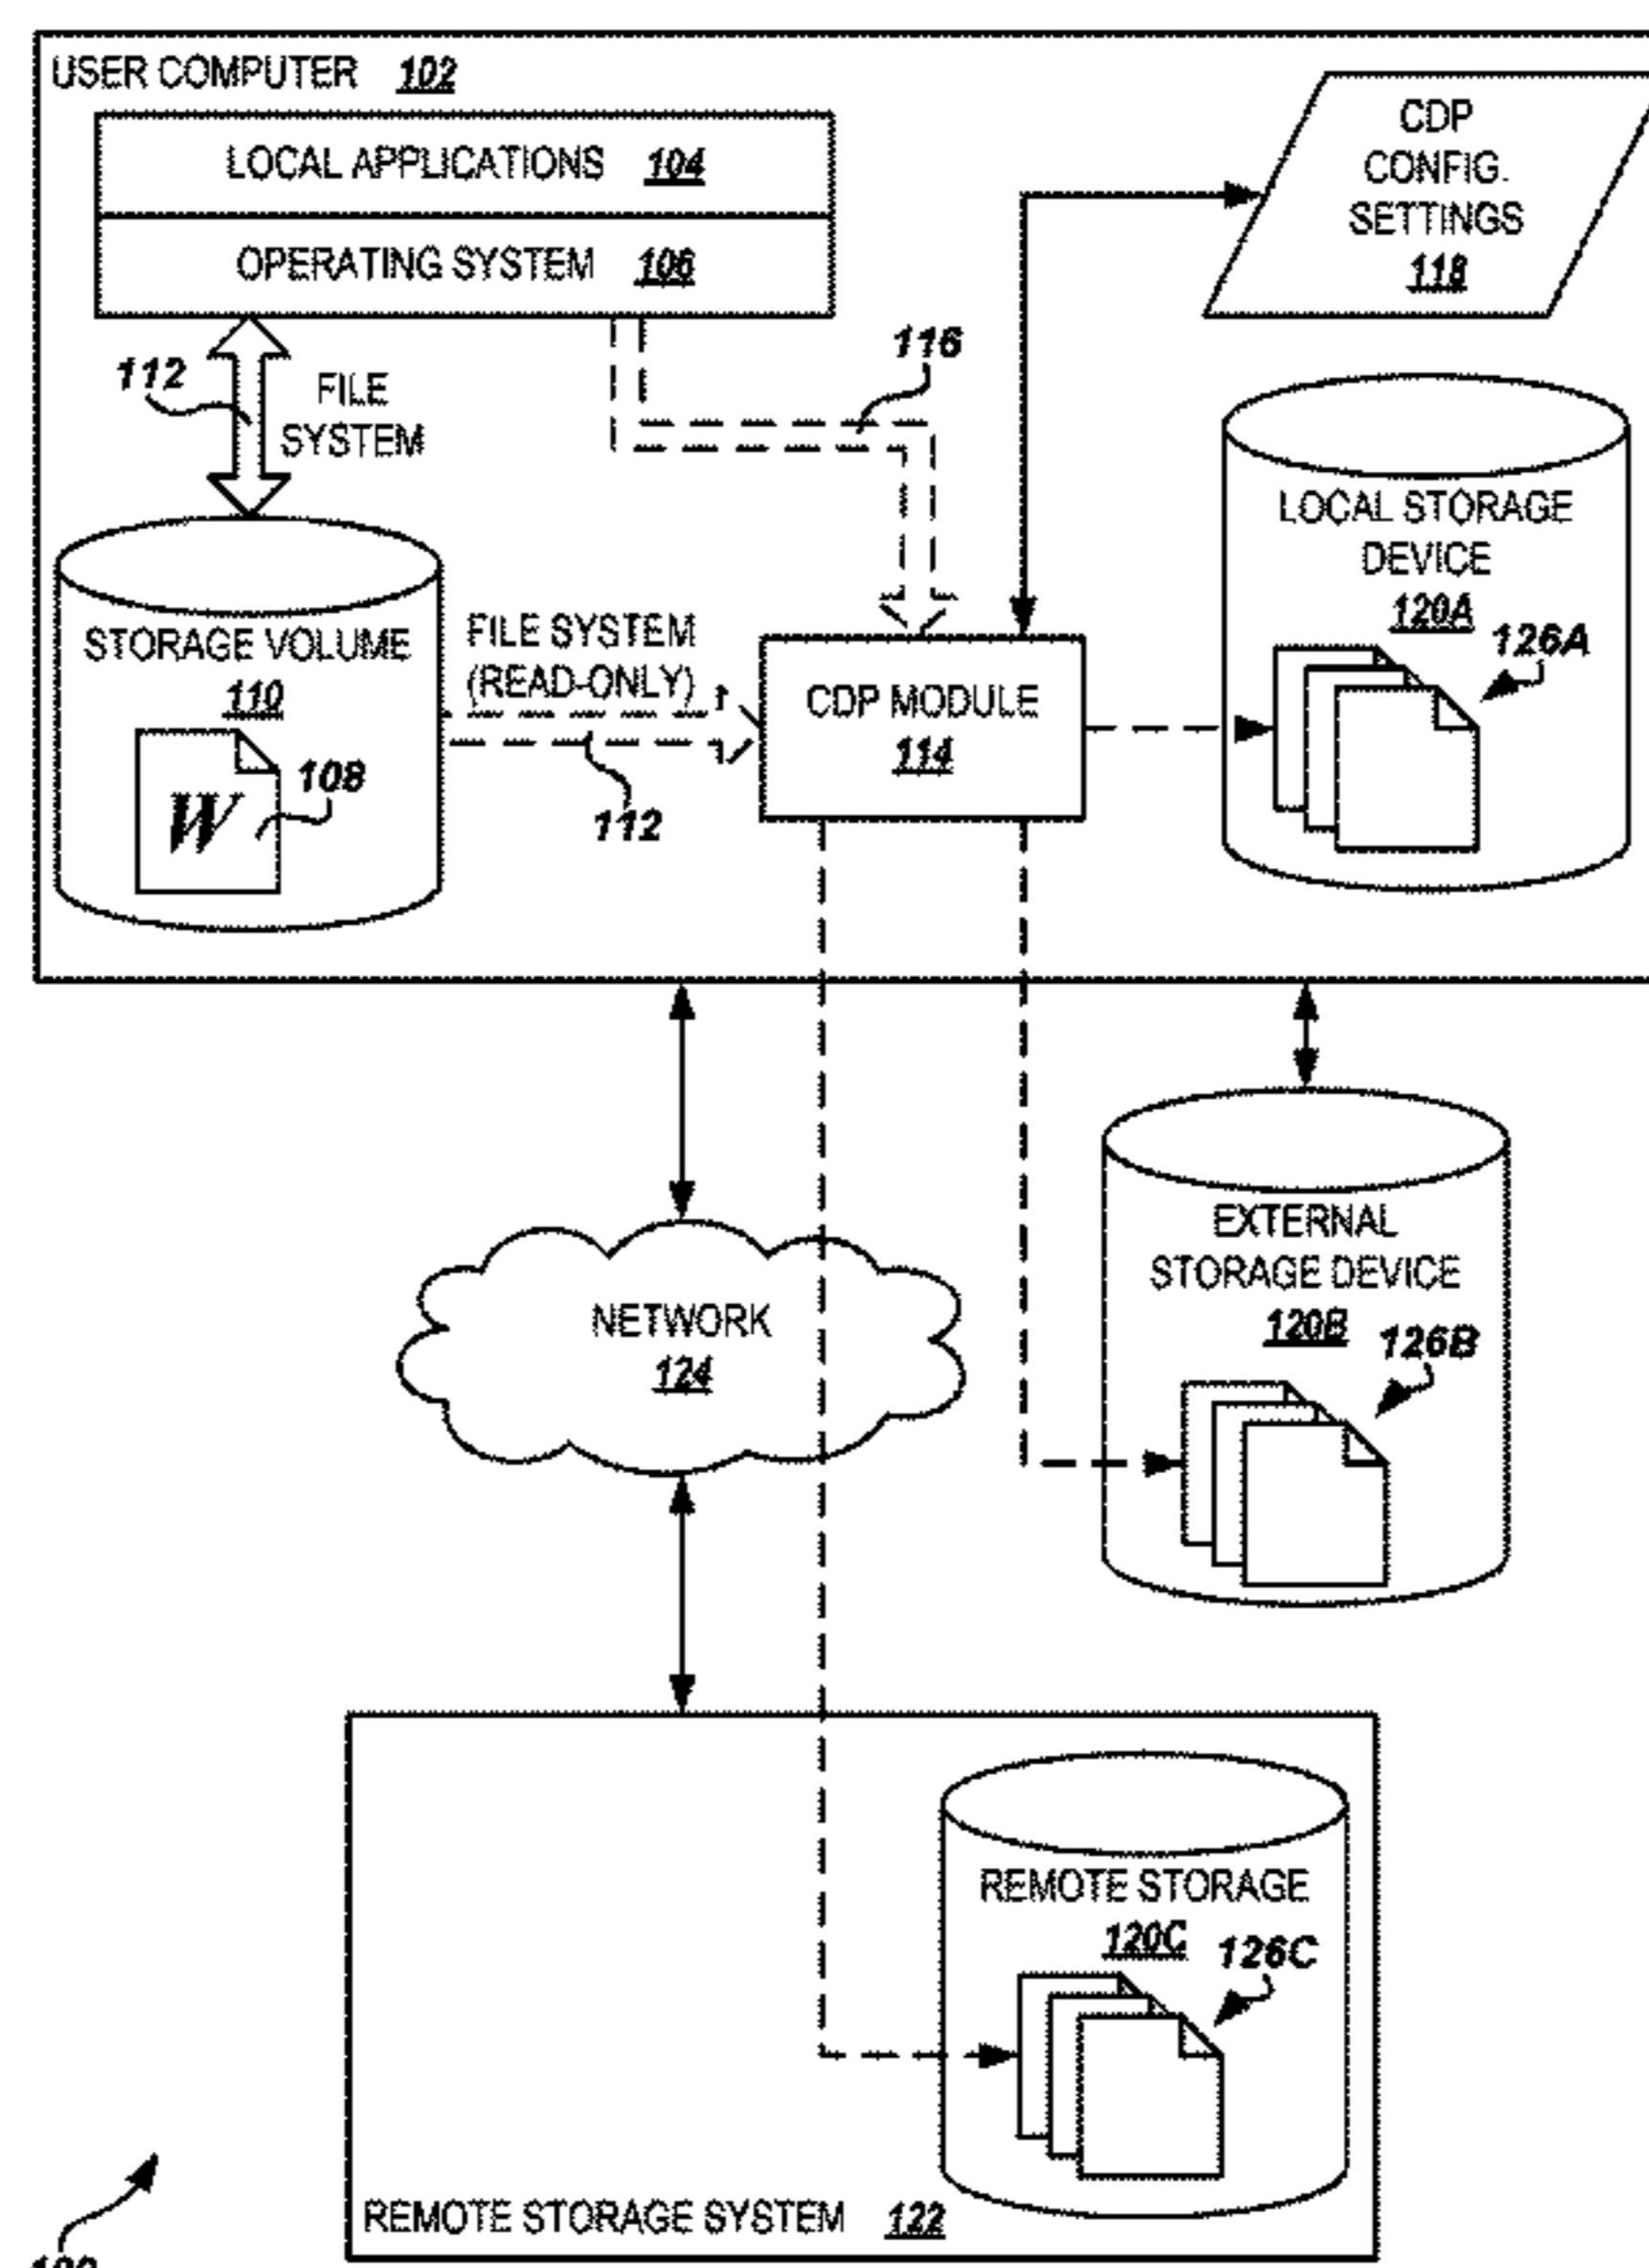 USER COMPUTER 102
LOCAL APPLICATIONS 104
OPERATING SYSTEM 106
CDP
CONFIG.
SETTINGS
118
116
112
FILE
SYSTEM
LOCAL STORAGE
DEVICE
120A
126A
STORAGE VOLUME
110
W
108
FILE SYSTEM
(READ-ONLY)
112
CDP MODULE
114
EXTERNAL
STORAGE DEVICE
120B
126B
NETWORK
124
REMOTE STORAGE
120C
126C
REMOTE STORAGE SYSTEM 122